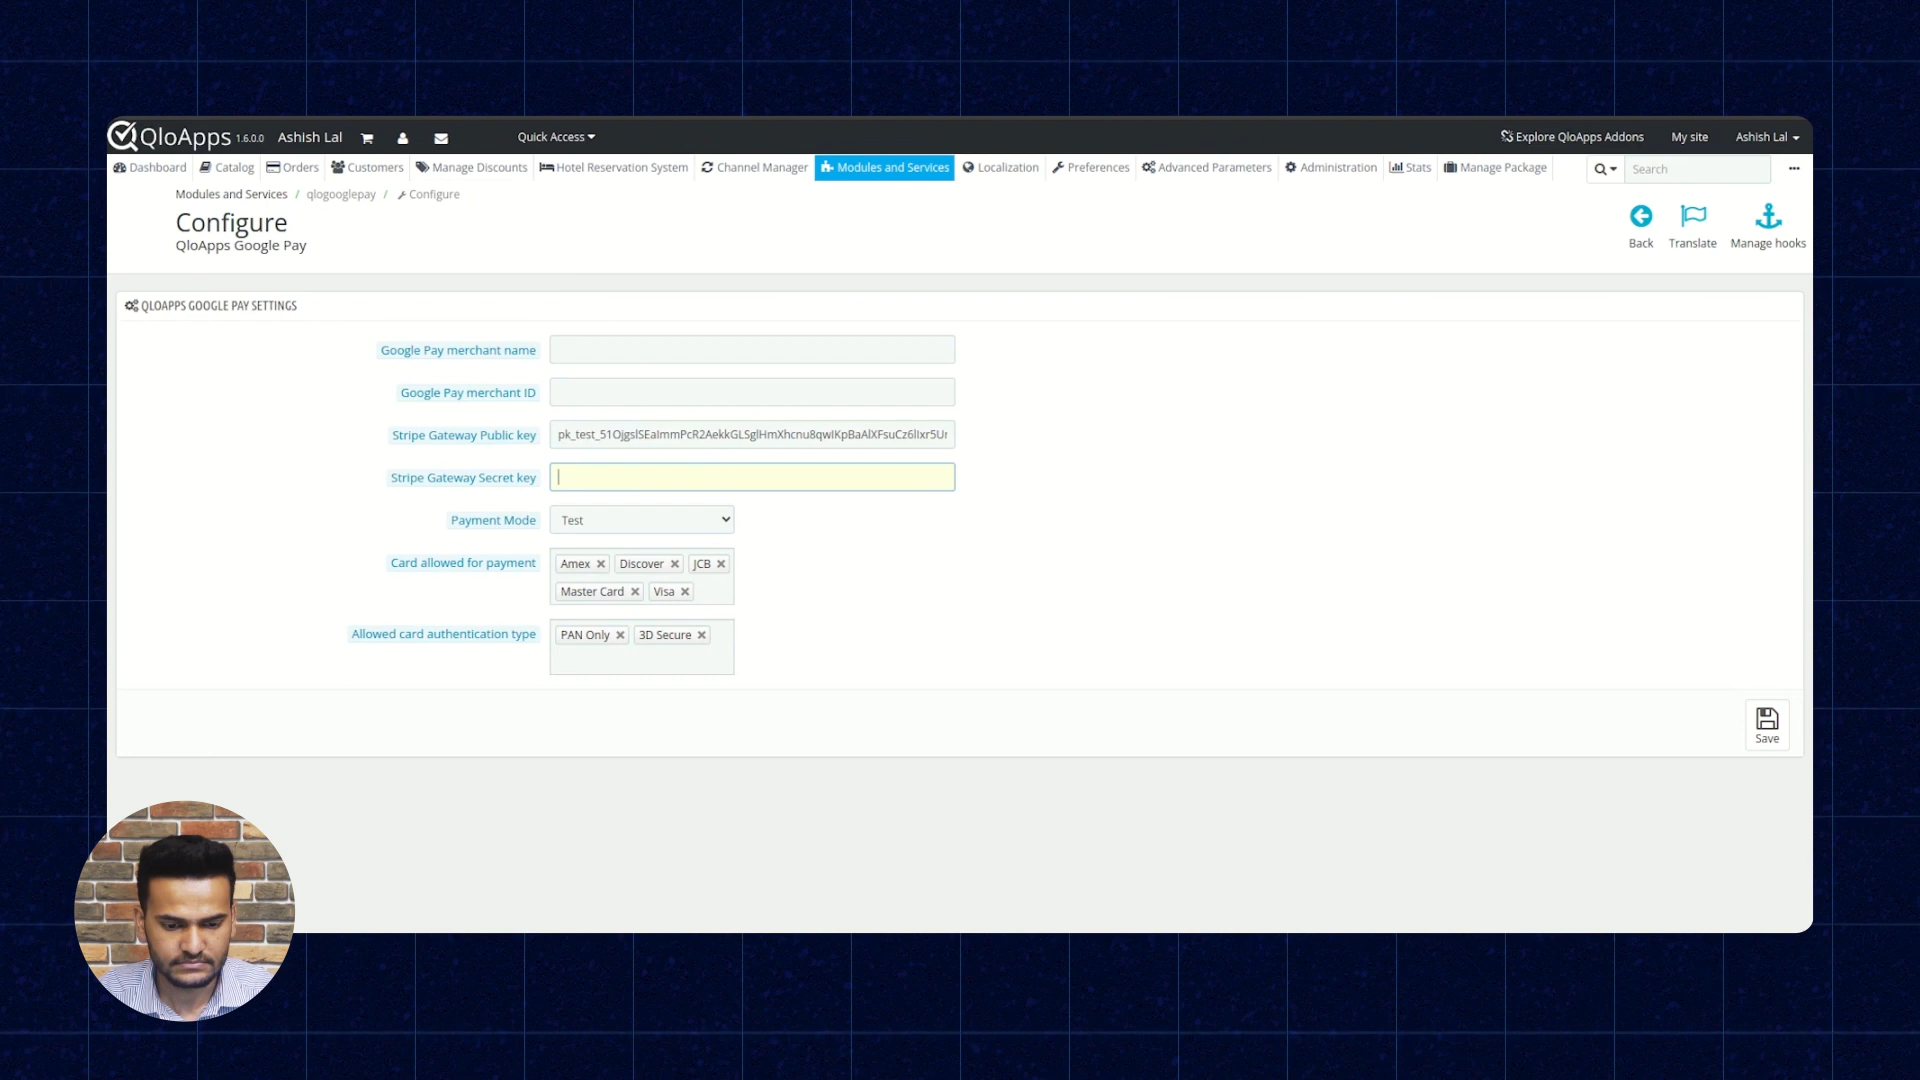 QloApps 1.6.0.0 Ashish Lal Quick Access Explore QloApps Addons My site Ashish Lal
Dashboard Catalog Orders Customers Manage Discounts Hotel Reservation System Channel Manager Modules and Services Localization Preferences Advanced Parameters Administration Stats Manage Package Search
Modules and Services / qlogooglepay / Configure
Configure
QloApps Google Pay
Back Translate Manage hooks
QLOAPPS GOOGLE PAY SETTINGS
Google Pay merchant name
Google Pay merchant ID
Stripe Gateway Public key
Stripe Gateway Secret key
Payment Mode Test
Card allowed for payment Amex Discover JCB
Master Card Visa
Allowed card authentication type PAN Only 3D Secure
Save